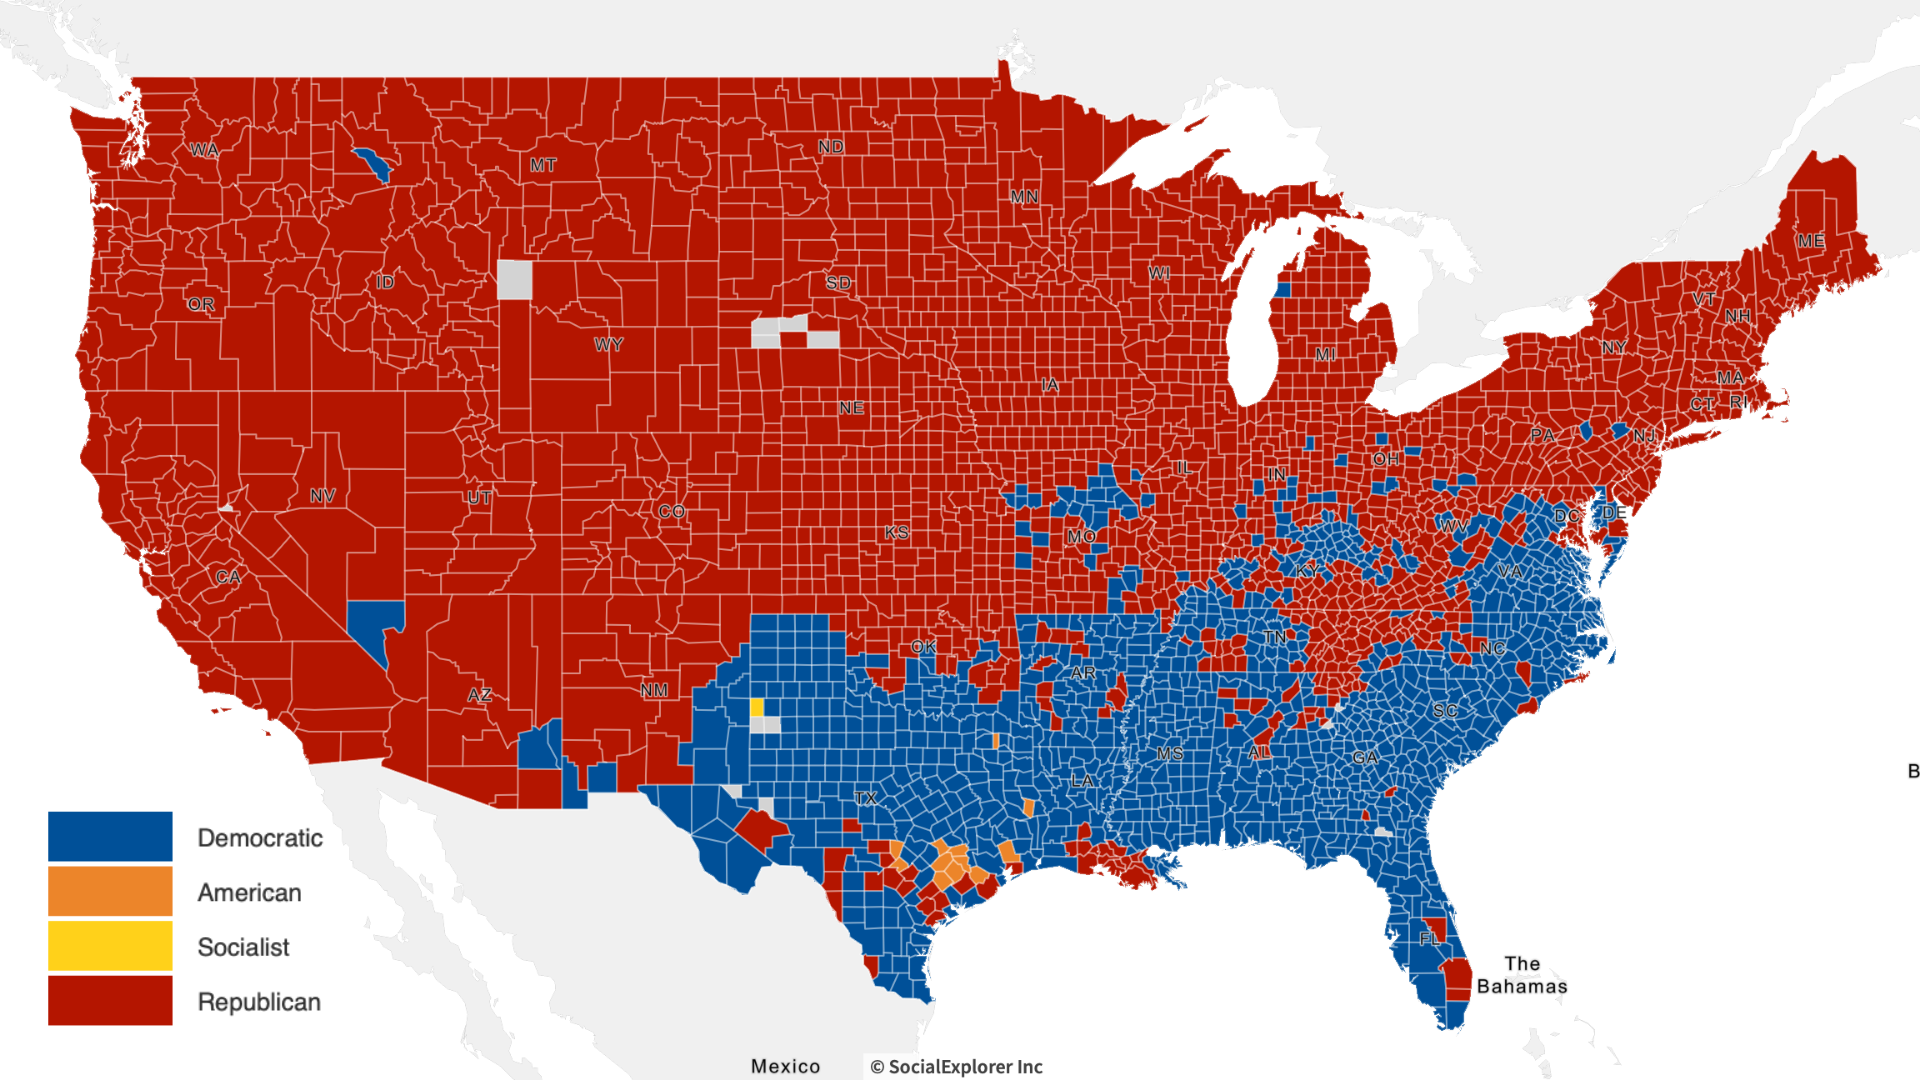 WA
MT
ND
MN
ME
ID
SD
WI
VT
OR
NH
WY
NY
MI
IA
MA
CT
RI
NE
PA
NJ
OH
IL
IN
NV
UT
CO
DC
DE
WV
KS
MO
CA
KY
VA
TN
OK
NC
AR
AZ
NM
SC
MS
AL
GA
LA
B
TX
Democratic
American
FL
Socialist
The
Bahamas
Republican
Mexico
© SocialExplorer Inc